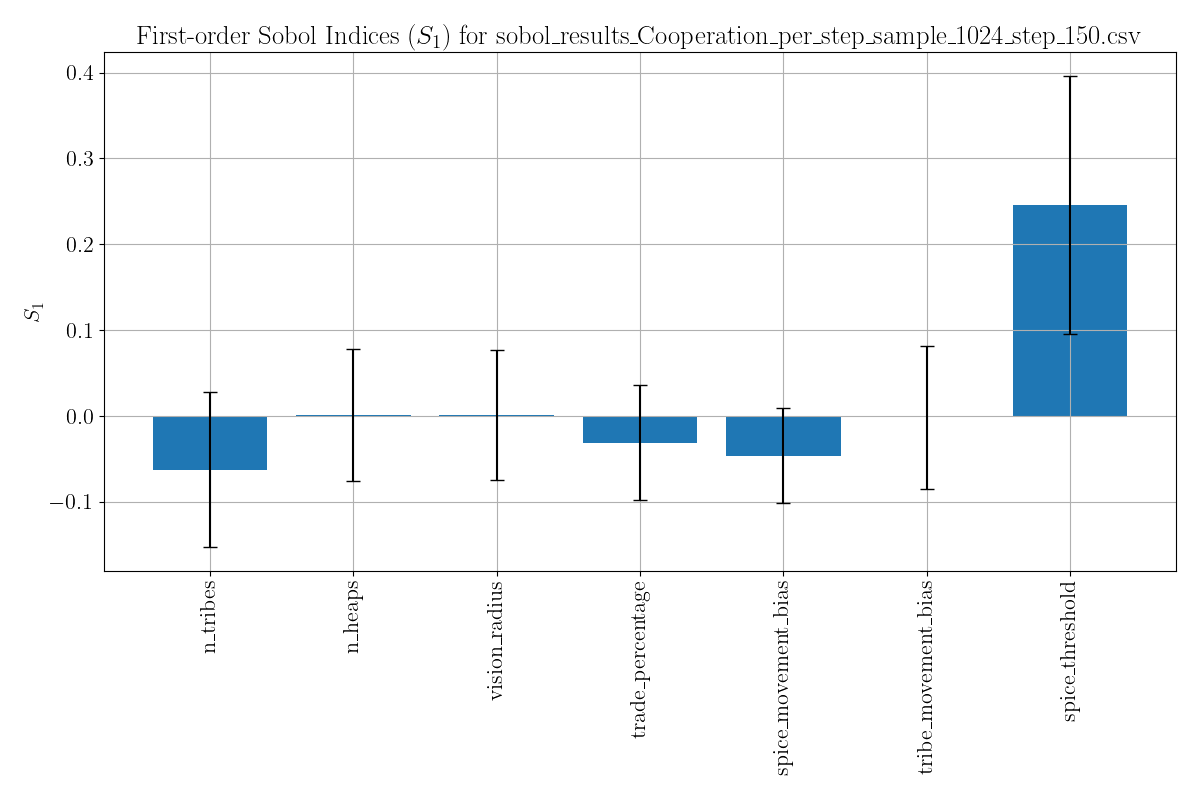 First-order Sobol Indices (S₁) for sobol_results_Cooperation_per_step_sample_1024_step_150.csv
0.4
0.3
0.2
0.1
0.0
−0.1
S₁
n_tribes
n_heaps
vision_radius
trade_percentage
spice_movement_bias
tribe_movement_bias
spice_threshold